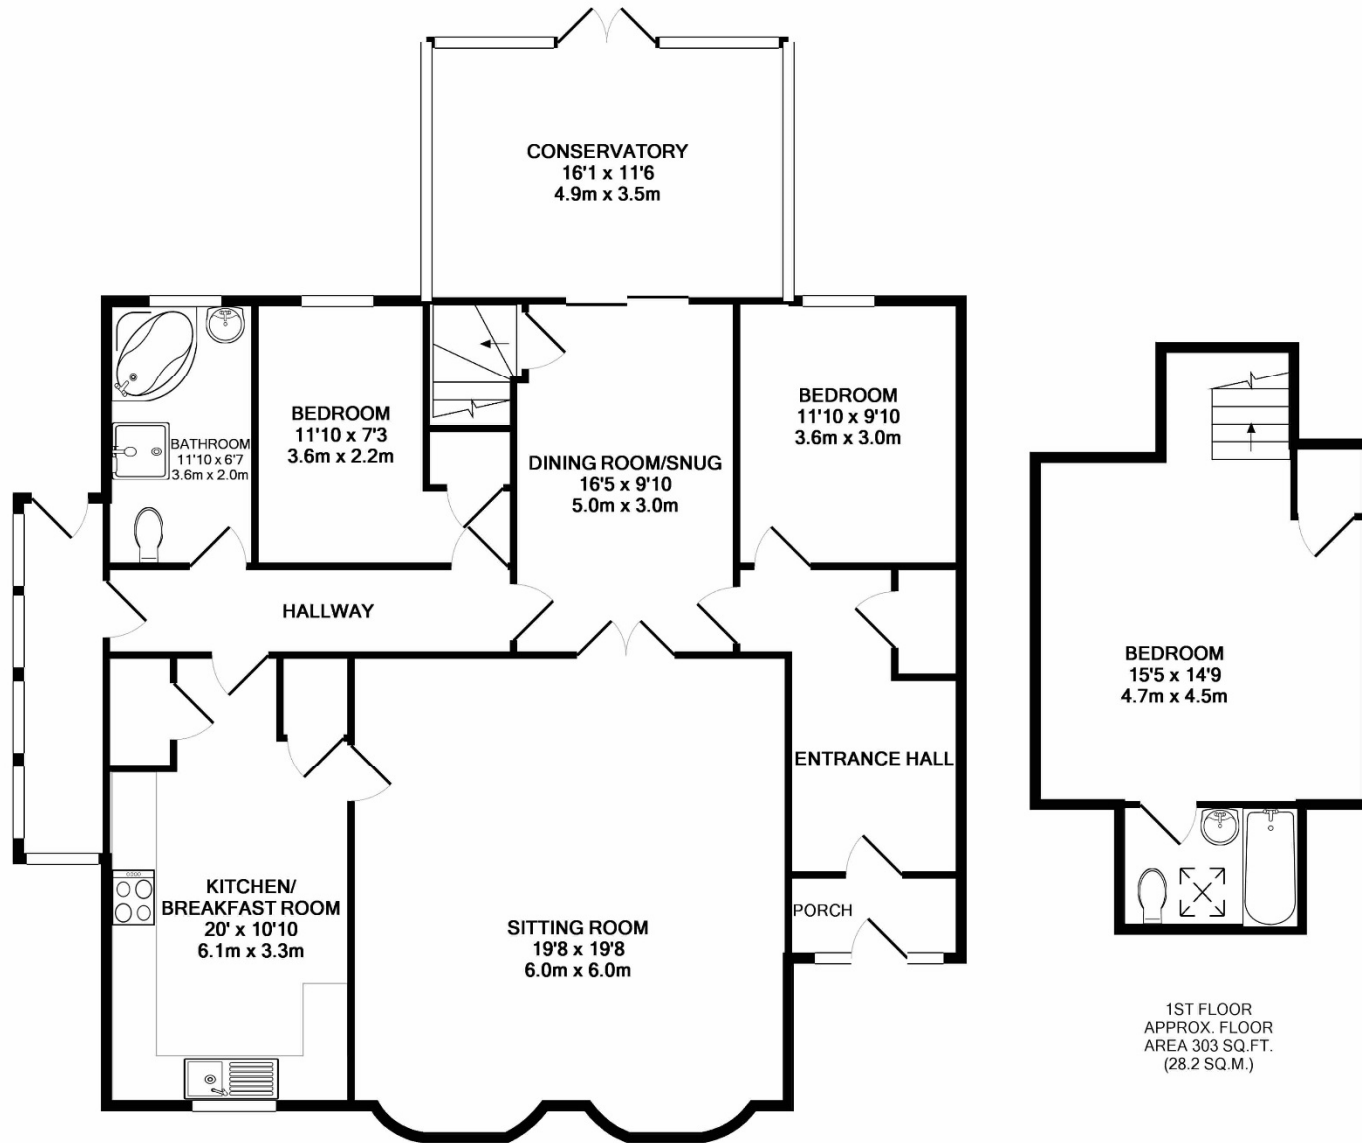 CONSERVATORY
16'1 x 11'6
4.9m x 3.5m
BEDROOM
11'10 x 7'3
3.6m x 2.2m
BATHROOM
11'10 x 6'7
3.6m x 2.0m
DINING ROOM/SNUG
16'5 x 9'10
5.0m x 3.0m
BEDROOM
11'10 x 9'10
3.6m x 3.0m
HALLWAY
ENTRANCE HALL
PORCH
KITCHEN/
BREAKFAST ROOM
20' x 10'10
6.1m x 3.3m
SITTING ROOM
19'8 x 19'8
6.0m x 6.0m
BEDROOM
15'5 x 14'9
4.7m x 4.5m
1ST FLOOR
APPROX. FLOOR
AREA 303 SQ.FT.
(28.2 SQ.M.)